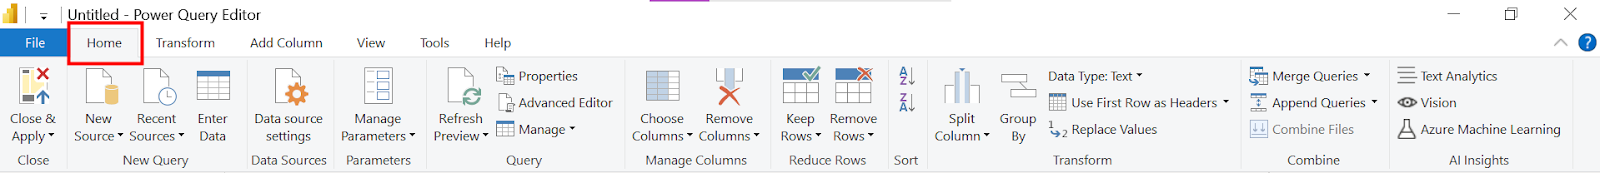 Untitled - Power Query Editor
File Home Transform Add Column View Tools Help ?
Close & Apply
New Source
Recent Sources
Enter Data
Data source settings
Manage Parameters
Refresh Preview
Properties
Advanced Editor
Manage
Choose Columns
Remove Columns
Keep Rows
Remove Rows
A Z
Z A
Split Column
Group By
Data Type: Text
Use First Row as Headers
1 2 Replace Values
Merge Queries
Append Queries
Combine Files
Text Analytics
Vision
Azure Machine Learning
Close New Query Data Sources Parameters Query Manage Columns Reduce Rows Sort Transform Combine AI Insights